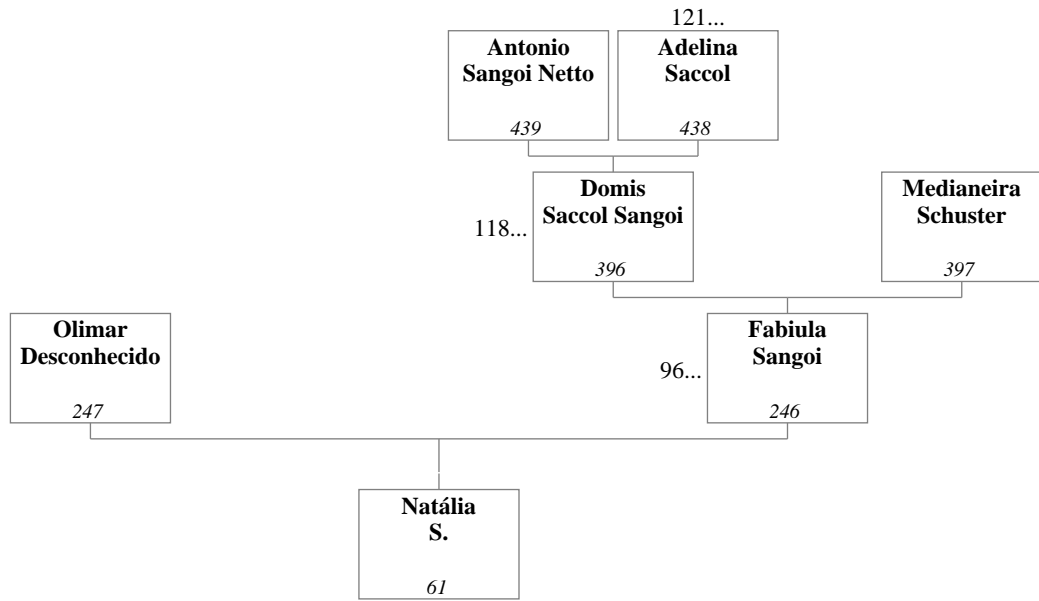 121...
Antonio
Sangoi Netto
439
Adelina
Saccol
438
118...
Domis
Saccol Sangoi
396
Medianeira
Schuster
397
Olimar
Desconhecido
247
96...
Fabiula
Sangoi
246
Natália
S.
61